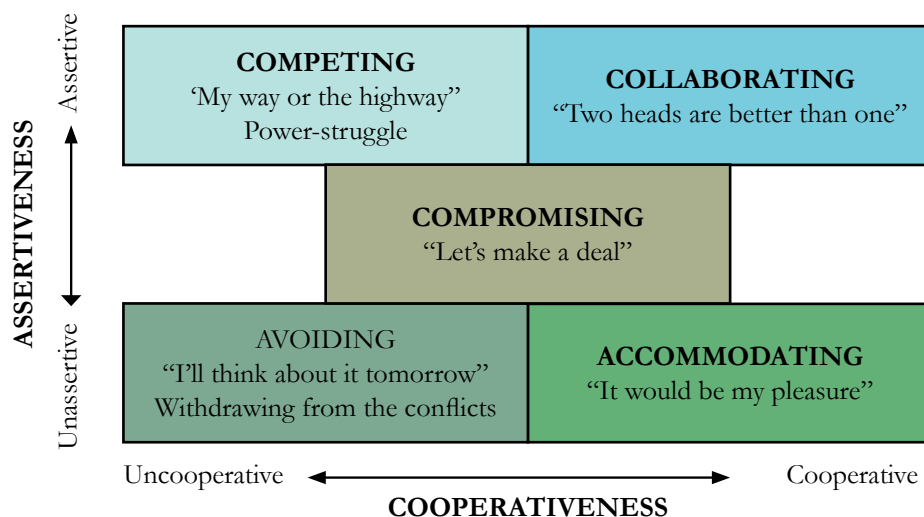 COMPETING
‘My way or the highway”
Power-struggle
COLLABORATING
“Two heads are better than one”
COMPROMISING
“Let’s make a deal”
AVOIDING
“I’ll think about it tomorrow”
Withdrawing from the conflicts
ACCOMMODATING
“It would be my pleasure”
Assertive
ASSERTIVENESS
Unassertive
Uncooperative
Cooperative
COOPERATIVENESS